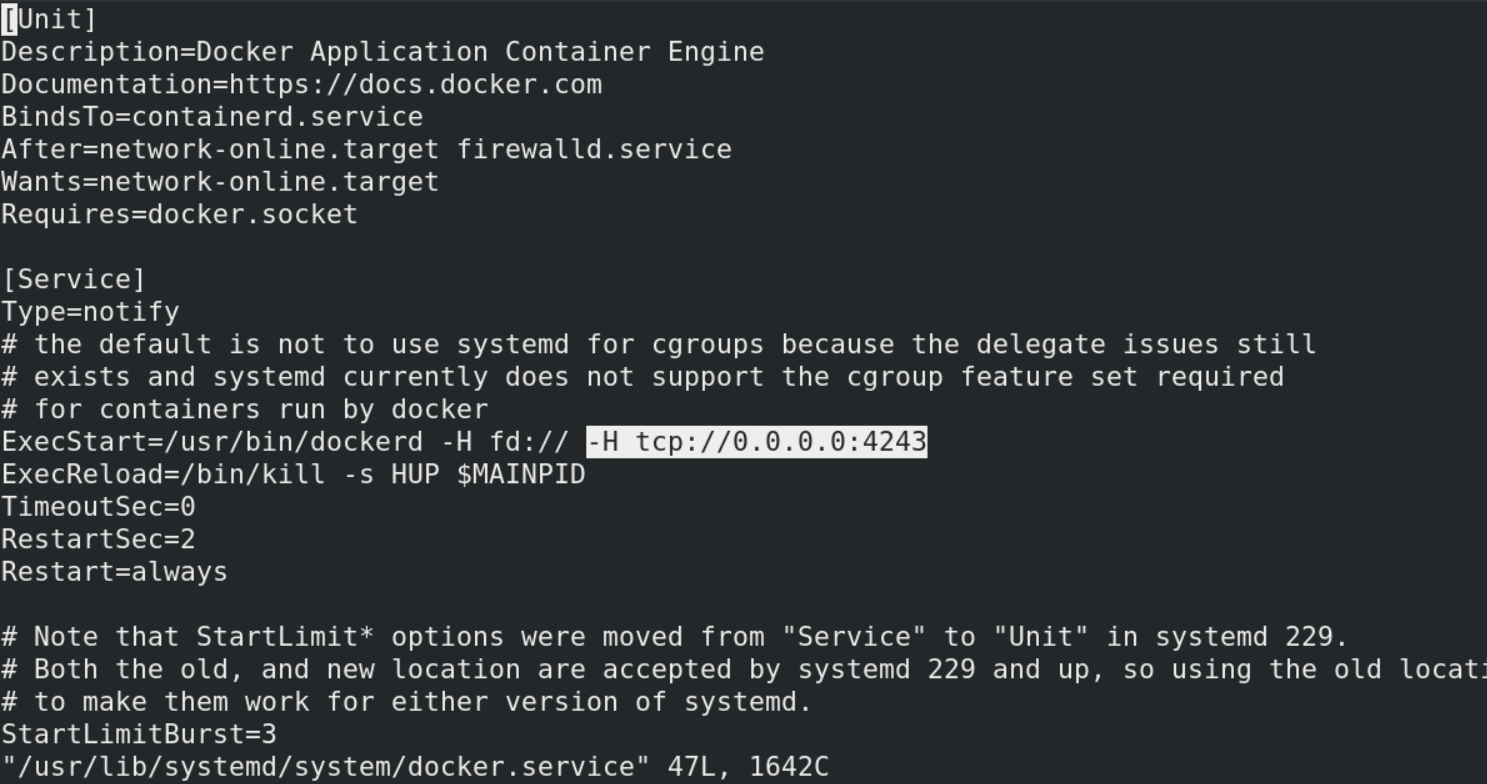 [Unit]
Description=Docker Application Container Engine
Documentation=https://docs.docker.com
BindsTo=containerd.service
After=network-online.target firewalld.service
Wants=network-online.target
Requires=docker.socket
[Service]
Type=notify
# the default is not to use systemd for cgroups because the delegate issues still
# exists and systemd currently does not support the cgroup feature set required
# for containers run by docker
ExecStart=/usr/bin/dockerd -H fd:// -H tcp://0.0.0.0:4243
ExecReload=/bin/kill -s HUP $MAINPID
TimeoutSec=0
RestartSec=2
Restart=always
# Note that StartLimit* options were moved from "Service" to "Unit" in systemd 229.
# Both the old, and new location are accepted by systemd 229 and up, so using the old locati
# to make them work for either version of systemd.
StartLimitBurst=3
"/usr/lib/systemd/system/docker.service" 47L, 1642C